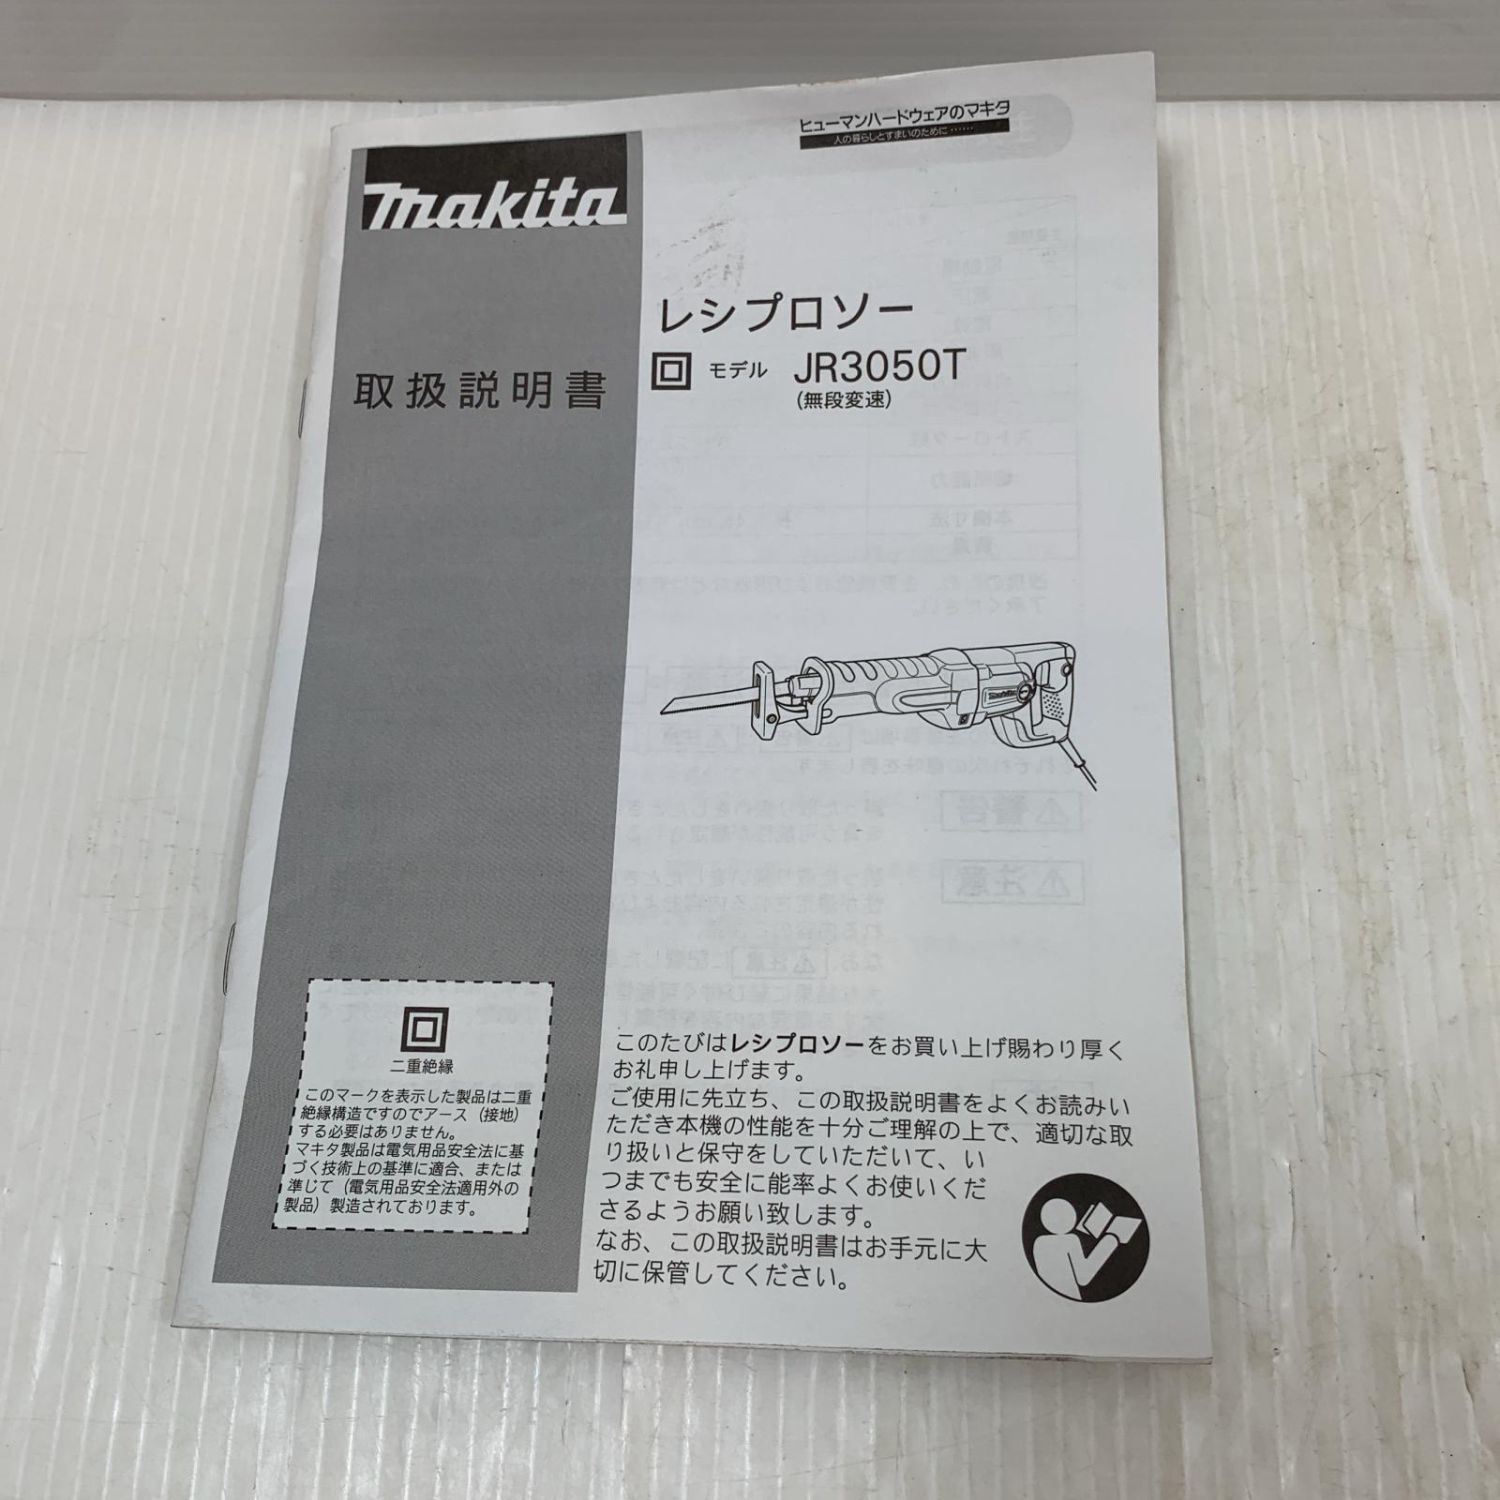 ヒューマンハードウェアのマキタ
人の暮らしとすまいのために……
makita
レシプロソー
モデル JR3050T
(無段変速)
取扱説明書
makita
二重絶縁
このマークを表示した製品は二重
絶縁構造ですのでアース（接地）
する必要はありません。
マキタ製品は電気用品安全法に基
づく技術上の基準に適合、または
準じて（電気用品安全法適用外の
製品）製造されております。
このたびはレシプロソーをお買い上げ賜わり厚く
お礼申し上げます。
ご使用に先立ち、この取扱説明書をよくお読みい
ただき本機の性能を十分ご理解の上で、適切な取
り扱いと保守をしていただいて、い
つまでも安全に能率よくお使いくだ
さるようお願い致します。
なお、この取扱説明書はお手元に大
切に保管してください。